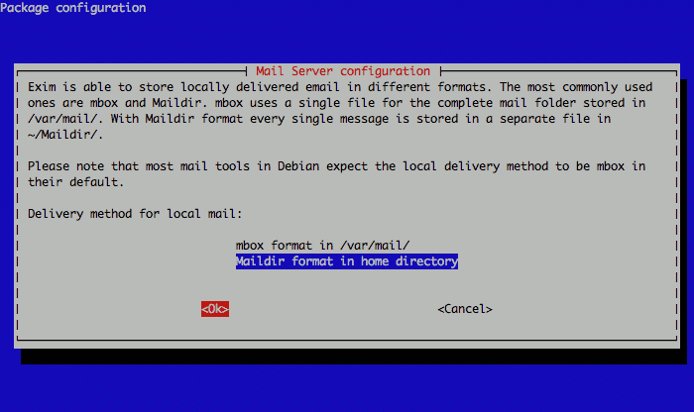 Package configuration
Mail Server configuration
Exim is able to store locally delivered email in different formats. The most commonly used
ones are mbox and Maildir. mbox uses a single file for the complete mail folder stored in
/var/mail/. With Maildir format every single message is stored in a separate file in
~/Maildir/.
Please note that most mail tools in Debian expect the local delivery method to be mbox in
their default.
Delivery method for local mail:
mbox format in /var/mail/
Maildir format in home directory
<Ok> <Cancel>